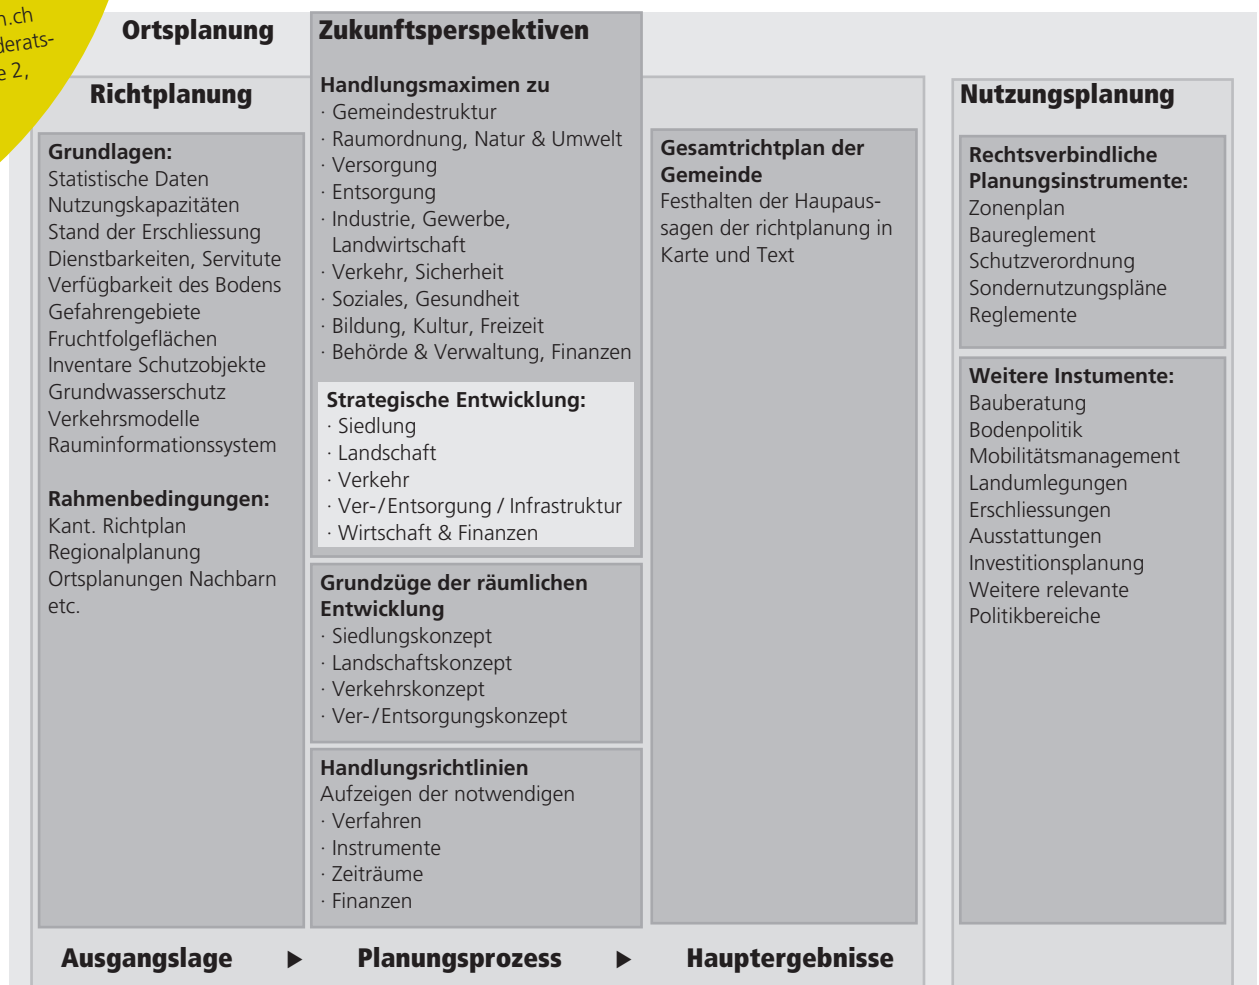 n.ch
derats-
e 2,
Ortsplanung
Zukunftsperspektiven
Richtplanung
Grundlagen:
Statistische Daten
Nutzungskapazitäten
Stand der Erschliessung
Dienstbarkeiten, Servitute
Verfügbarkeit des Bodens
Gefahrengebiete
Fruchtfolgeflächen
Inventare Schutzobjekte
Grundwasserschutz
Verkehrsmodelle
Rauminformationssystem
Rahmenbedingungen:
Kant. Richtplan
Regionalplanung
Ortsplanungen Nachbarn
etc.
Handlungsmaximen zu
· Gemeindestruktur
· Raumordnung, Natur & Umwelt
· Versorgung
· Entsorgung
· Industrie, Gewerbe,
Landwirtschaft
· Verkehr, Sicherheit
· Soziales, Gesundheit
· Bildung, Kultur, Freizeit
· Behörde & Verwaltung, Finanzen
Strategische Entwicklung:
· Siedlung
· Landschaft
· Verkehr
· Ver-/Entsorgung / Infrastruktur
· Wirtschaft & Finanzen
Grundzüge der räumlichen
Entwicklung
· Siedlungskonzept
· Landschaftskonzept
· Verkehrskonzept
· Ver-/Entsorgungskonzept
Handlungsrichtlinien
Aufzeigen der notwendigen
· Verfahren
· Instrumente
· Zeiträume
· Finanzen
Gesamtrichtplan der
Gemeinde
Festhalten der Haupaus-
sagen der richtplanung in
Karte und Text
Nutzungsplanung
Rechtsverbindliche
Planungsinstrumente:
Zonenplan
Baureglement
Schutzverordnung
Sondernutzungspläne
Reglemente
Weitere Instumente:
Bauberatung
Bodenpolitik
Mobilitätsmanagement
Landumlegungen
Erschliessungen
Ausstattungen
Investitionsplanung
Weitere relevante
Politikbereiche
Ausgangslage ▶ Planungsprozess ▶ Hauptergebnisse